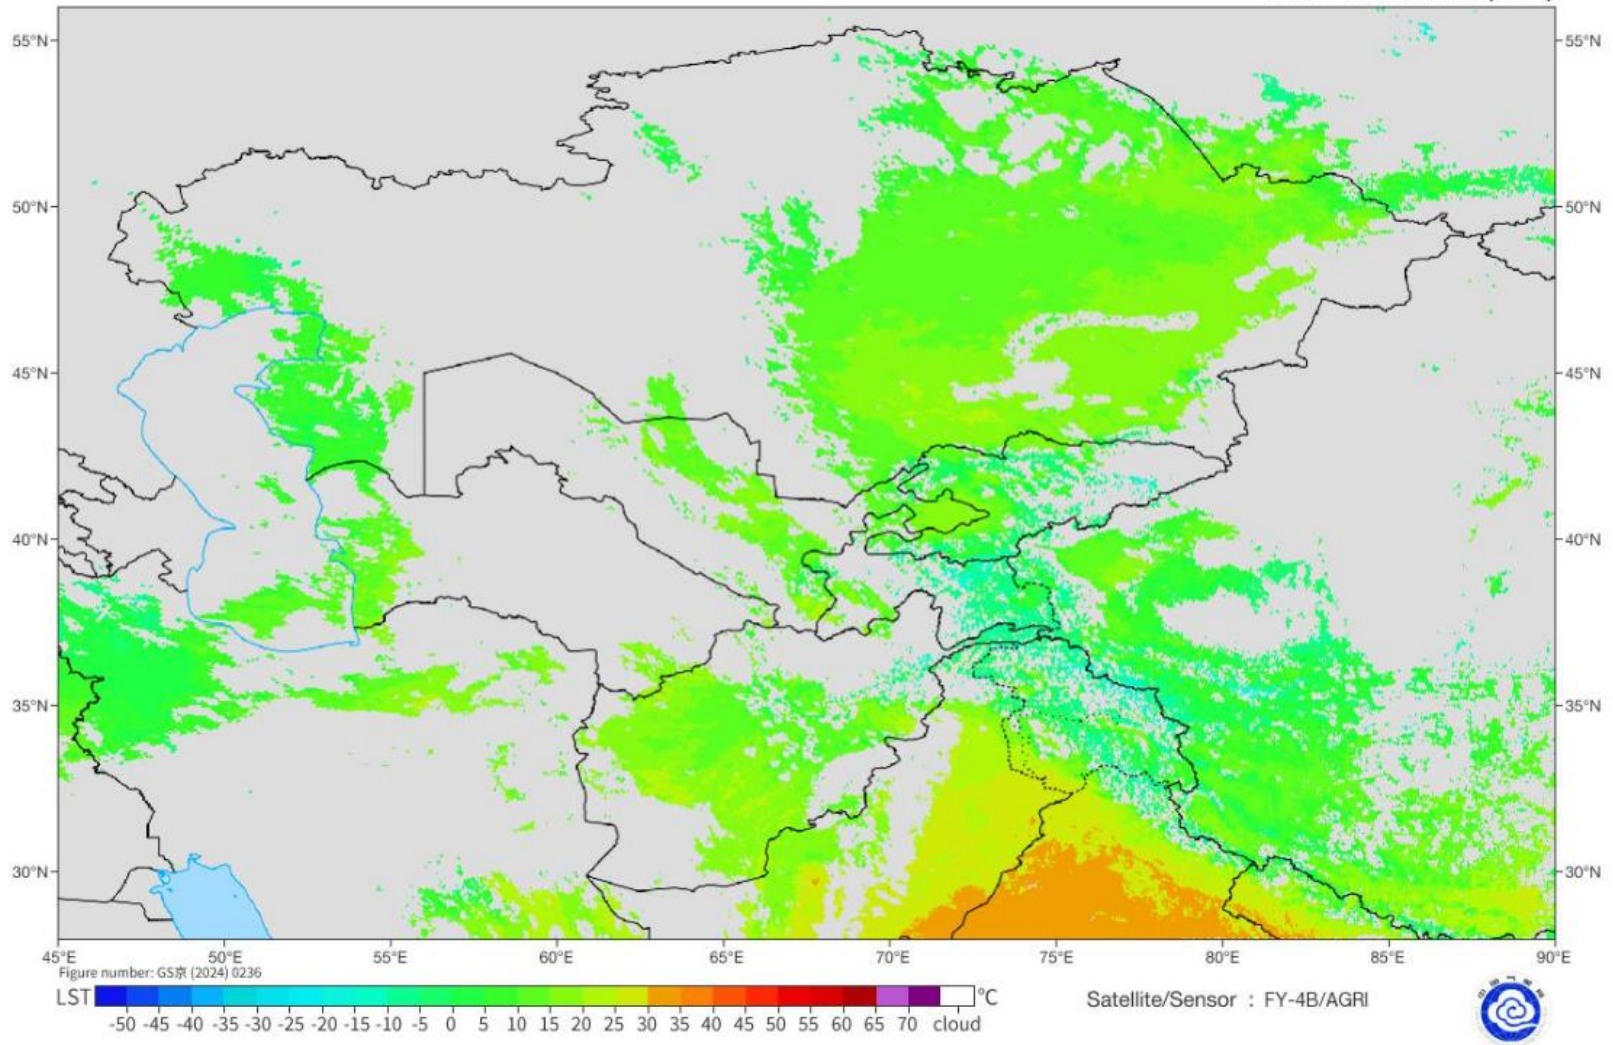 55°N 55°N
50°N 50°N
45°N 45°N
40°N 40°N
35°N 35°N
30°N 30°N
45°E 50°E 55°E 60°E 65°E 70°E 75°E 80°E 85°E 90°E
Figure number: GS京 (2024) 0236
LST °C
-50 -45 -40 -35 -30 -25 -20 -15 -10 -5 0 5 10 15 20 25 30 35 40 45 50 55 60 65 70 cloud
Satellite/Sensor : FY-4B/AGRI